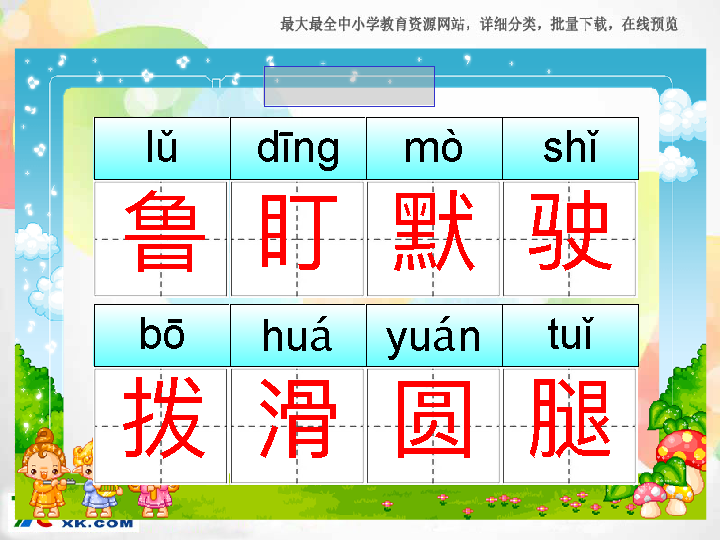 最大最全中小学教育资源网站，详细分类，批量下载，在线预览
lǔ dīng mò shǐ
鲁 盯 默 驶
bō huá yuán tuǐ
拨 滑 圆 腿
XK.COM